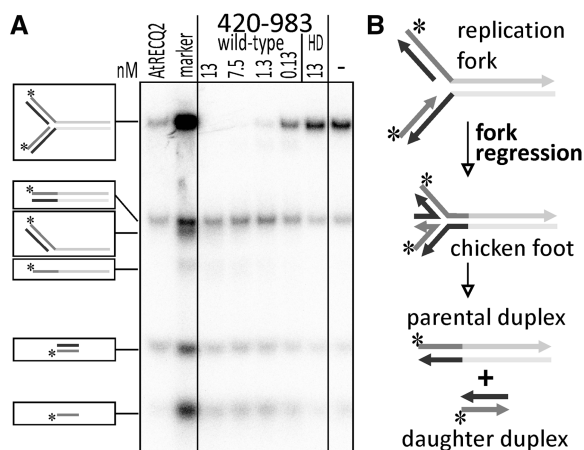 A
420-983
wild-type HD
nM AtRECQ2 marker 13 7.5 1.3 0.13 13 –
*
*
*
*
*
*
*
B
* replication
fork
*
fork
regression
*
*
chicken foot
parental duplex
*
+
*
daughter duplex